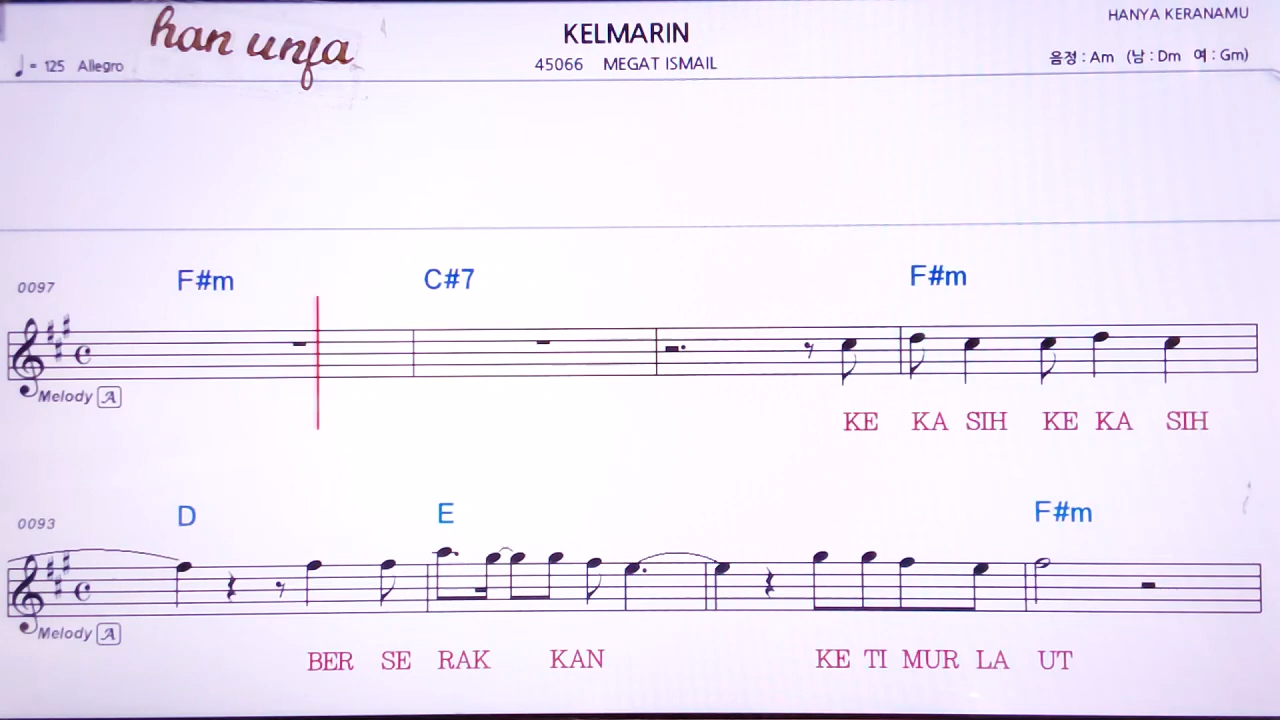 han unfa
KELMARIN
HANYA KERANAMU
♩= 125 Allegro
45066 MEGAT ISMAIL
음정 : Am (남 : Dm 여 : Gm)
F#m C#7 F#m
0097
Melody A
KE KA SIH KE KA SIH
D E F#m
0093
Melody A
BER SE RAK KAN KE TI MUR LA UT